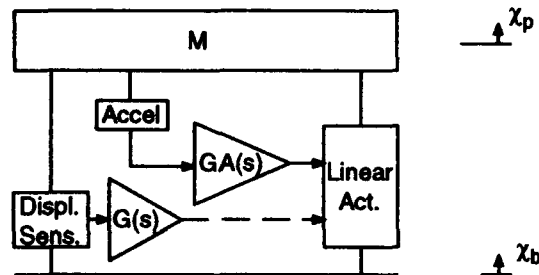 M
χp
Accel
GA(s)
Linear
Act.
Displ.
Sens.
G(s)
χb